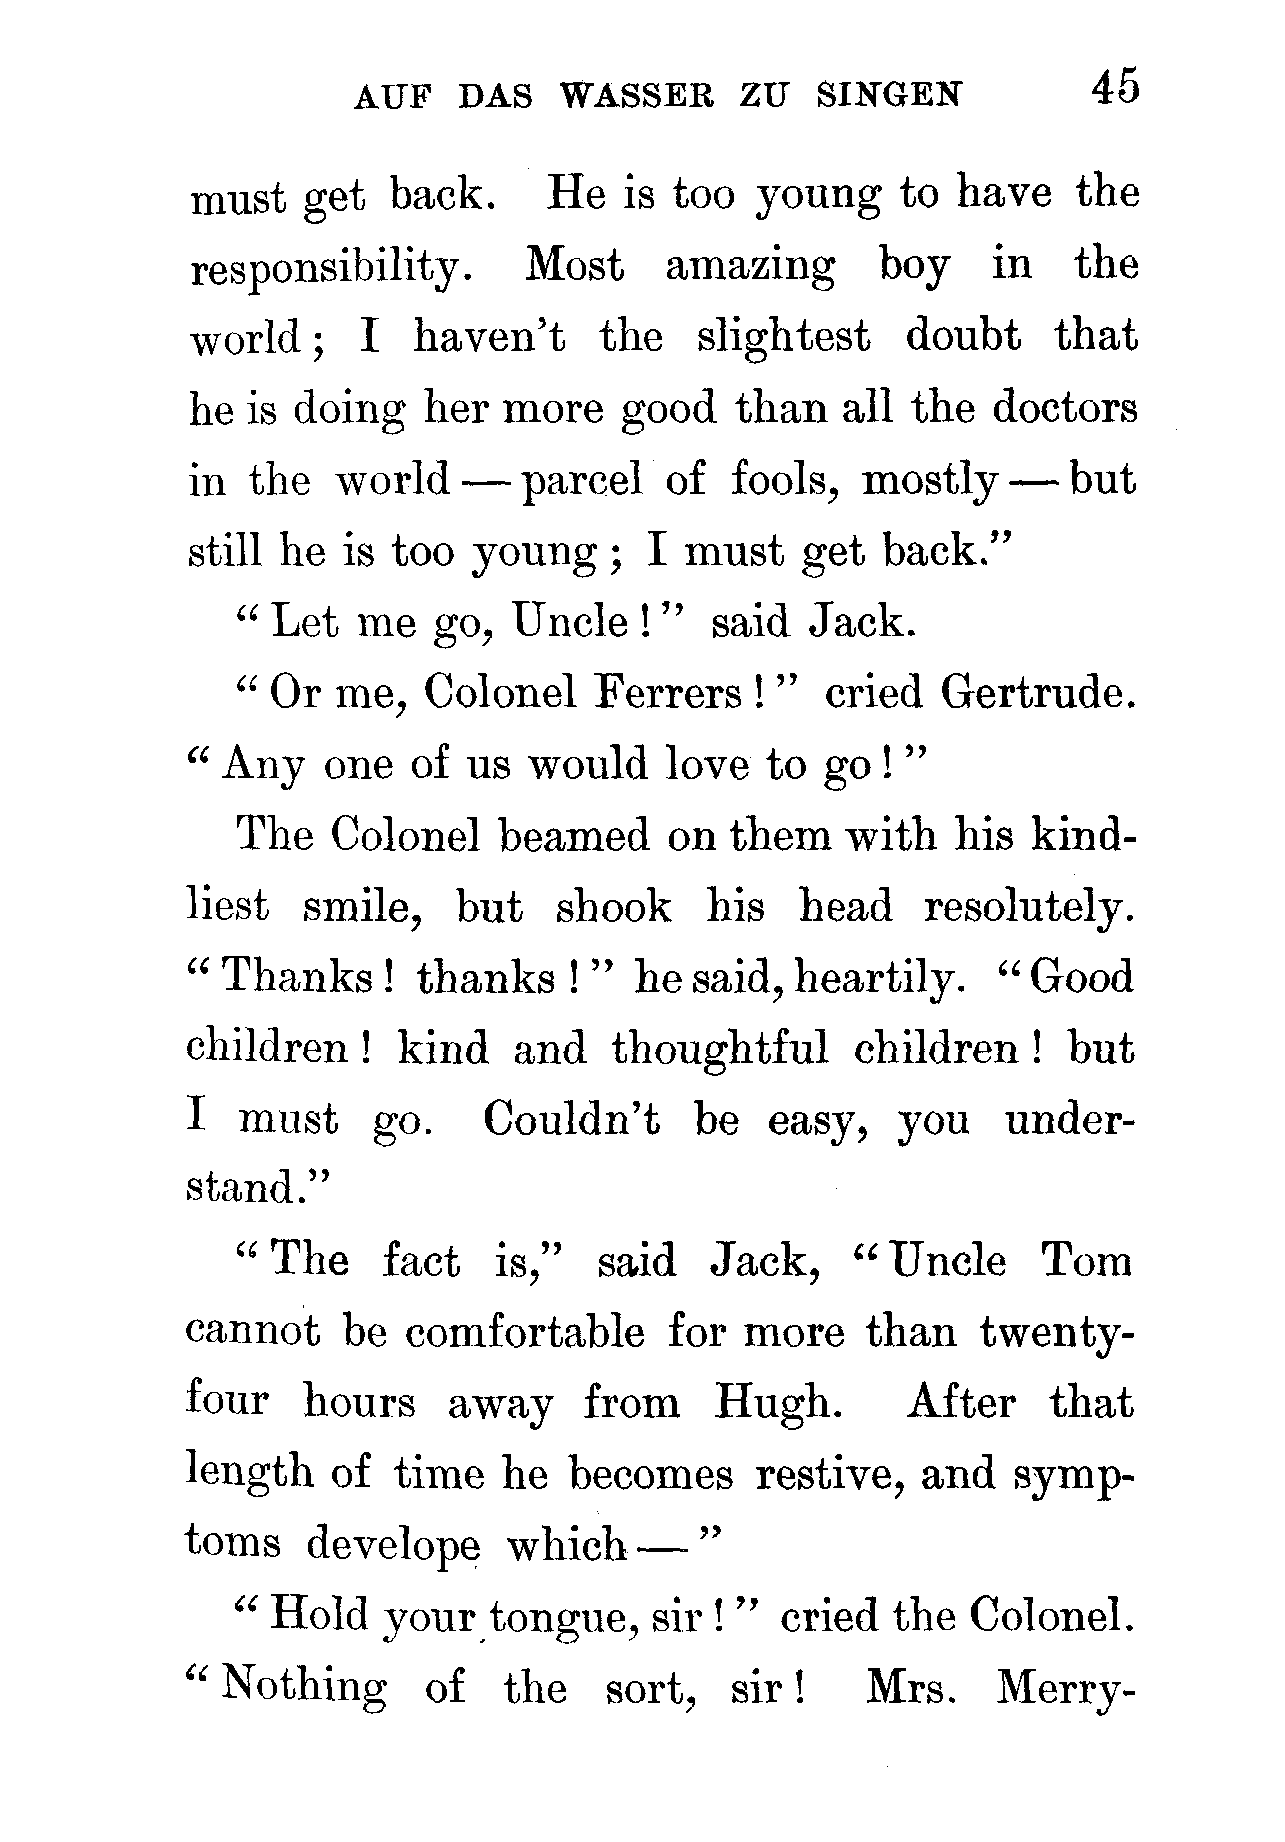 AUF DAS WASSER ZU SINGEN 45
must get back. He is too young to have the
responsibility. Most amazing boy in the
world; I haven't the slightest doubt that
he is doing her more good than all the doctors
in the world — parcel of fools, mostly — but
still he is too young; I must get back."
"Let me go, Uncle!" said Jack.
"Or me, Colonel Ferrers!" cried Gertrude.
"Any one of us would love to go!"
The Colonel beamed on them with his kind-
liest smile, but shook his head resolutely.
"Thanks! thanks!" he said, heartily. "Good
children! kind and thoughtful children! but
I must go. Couldn't be easy, you under-
stand."
"The fact is," said Jack, "Uncle Tom
cannot be comfortable for more than twenty-
four hours away from Hugh. After that
length of time he becomes restive, and symp-
toms develope which — "
"Hold your tongue, sir!" cried the Colonel.
"Nothing of the sort, sir! Mrs. Merry-